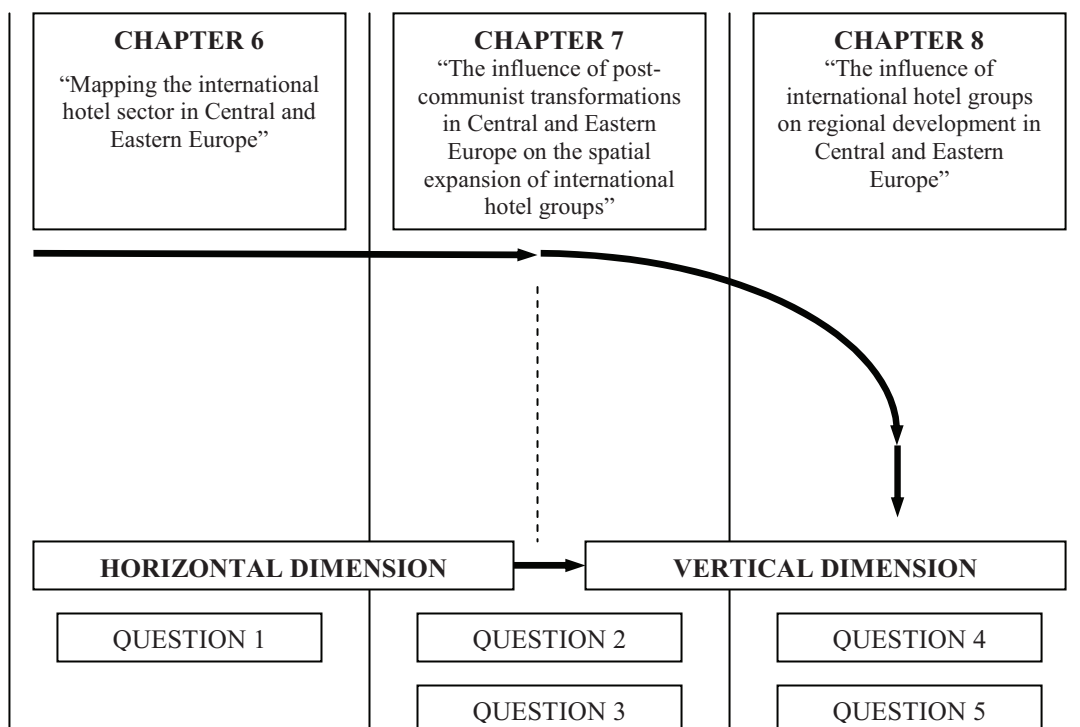 CHAPTER 6
“Mapping the international
hotel sector in Central and
Eastern Europe”
CHAPTER 7
“The influence of post-
communist transformations
in Central and Eastern
Europe on the spatial
expansion of international
hotel groups”
CHAPTER 8
“The influence of
international hotel groups
on regional development in
Central and Eastern
Europe”
HORIZONTAL DIMENSION
VERTICAL DIMENSION
QUESTION 1
QUESTION 2
QUESTION 4
QUESTION 3
QUESTION 5